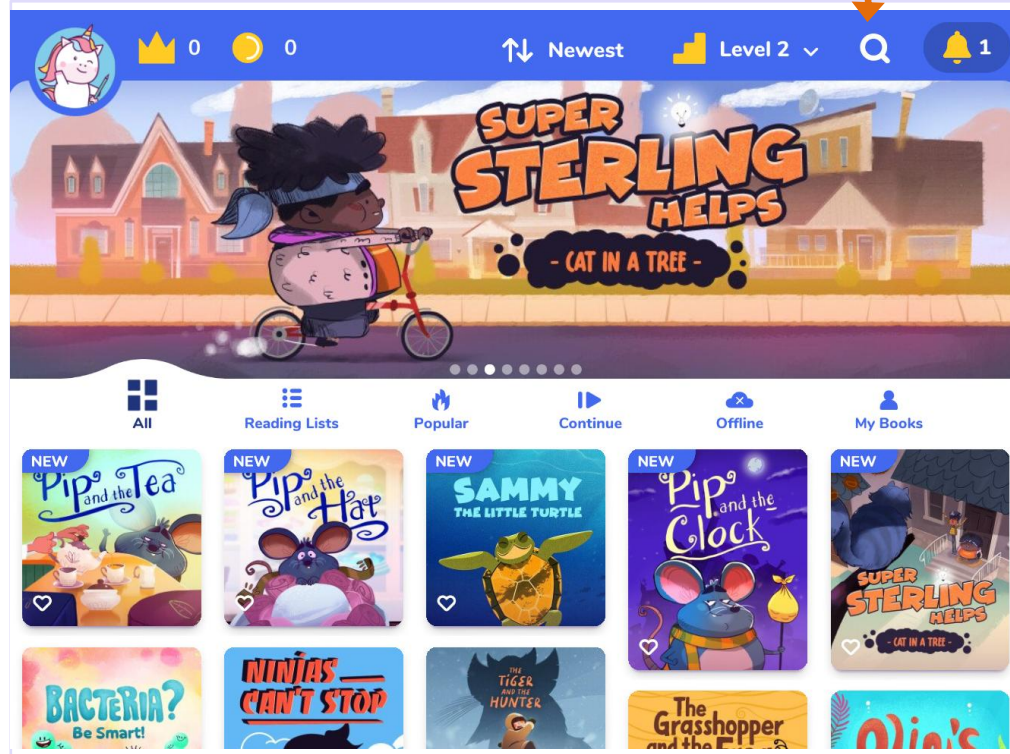 0
0
Newest
Level 2
1
SUPER
STERLING
HELPS
- CAT IN A TREE -
All
Reading Lists
Popular
Continue
Offline
My Books
NEW
Pip
and the Tea
NEW
Pip
and the
Hat
NEW
SAMMY
THE LITTLE TURTLE
NEW
Pip
and the
Clock
NEW
SUPER
STERLING
HELPS
- CAT IN A TREE -
BACTERIA?
Be Smart!
NINJAS
CAN'T STOP
THE
TIGER
AND THE
HUNTER
The
Grasshopper
and the